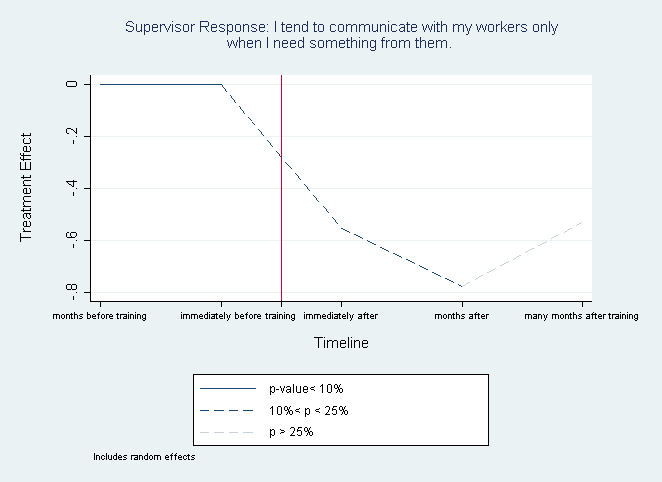 Supervisor Response: I tend to communicate with my workers only
when I need something from them.
Treatment Effect
0
-.2
-.4
-.6
-.8
months before training
immediately before training
immediately after
months after
many months after training
Timeline
p-value< 10%
10%< p < 25%
p > 25%
Includes random effects